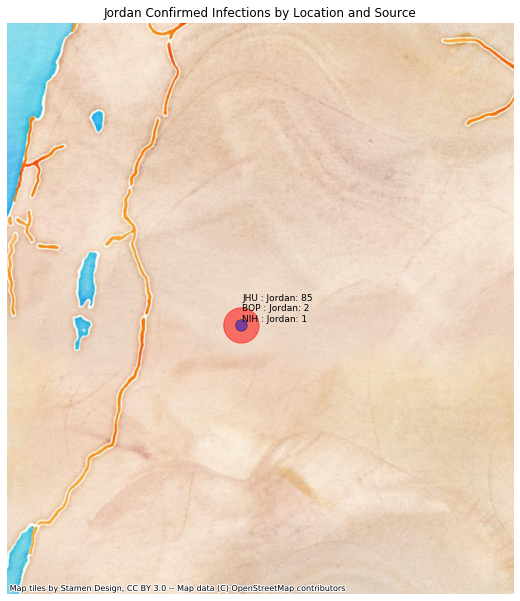 Jordan Confirmed Infections by Location and Source
JHU : Jordan: 85
BOP : Jordan: 2
NIH : Jordan: 1
Map tiles by Stamen Design, CC BY 3.0 -- Map data (C) OpenStreetMap contributors